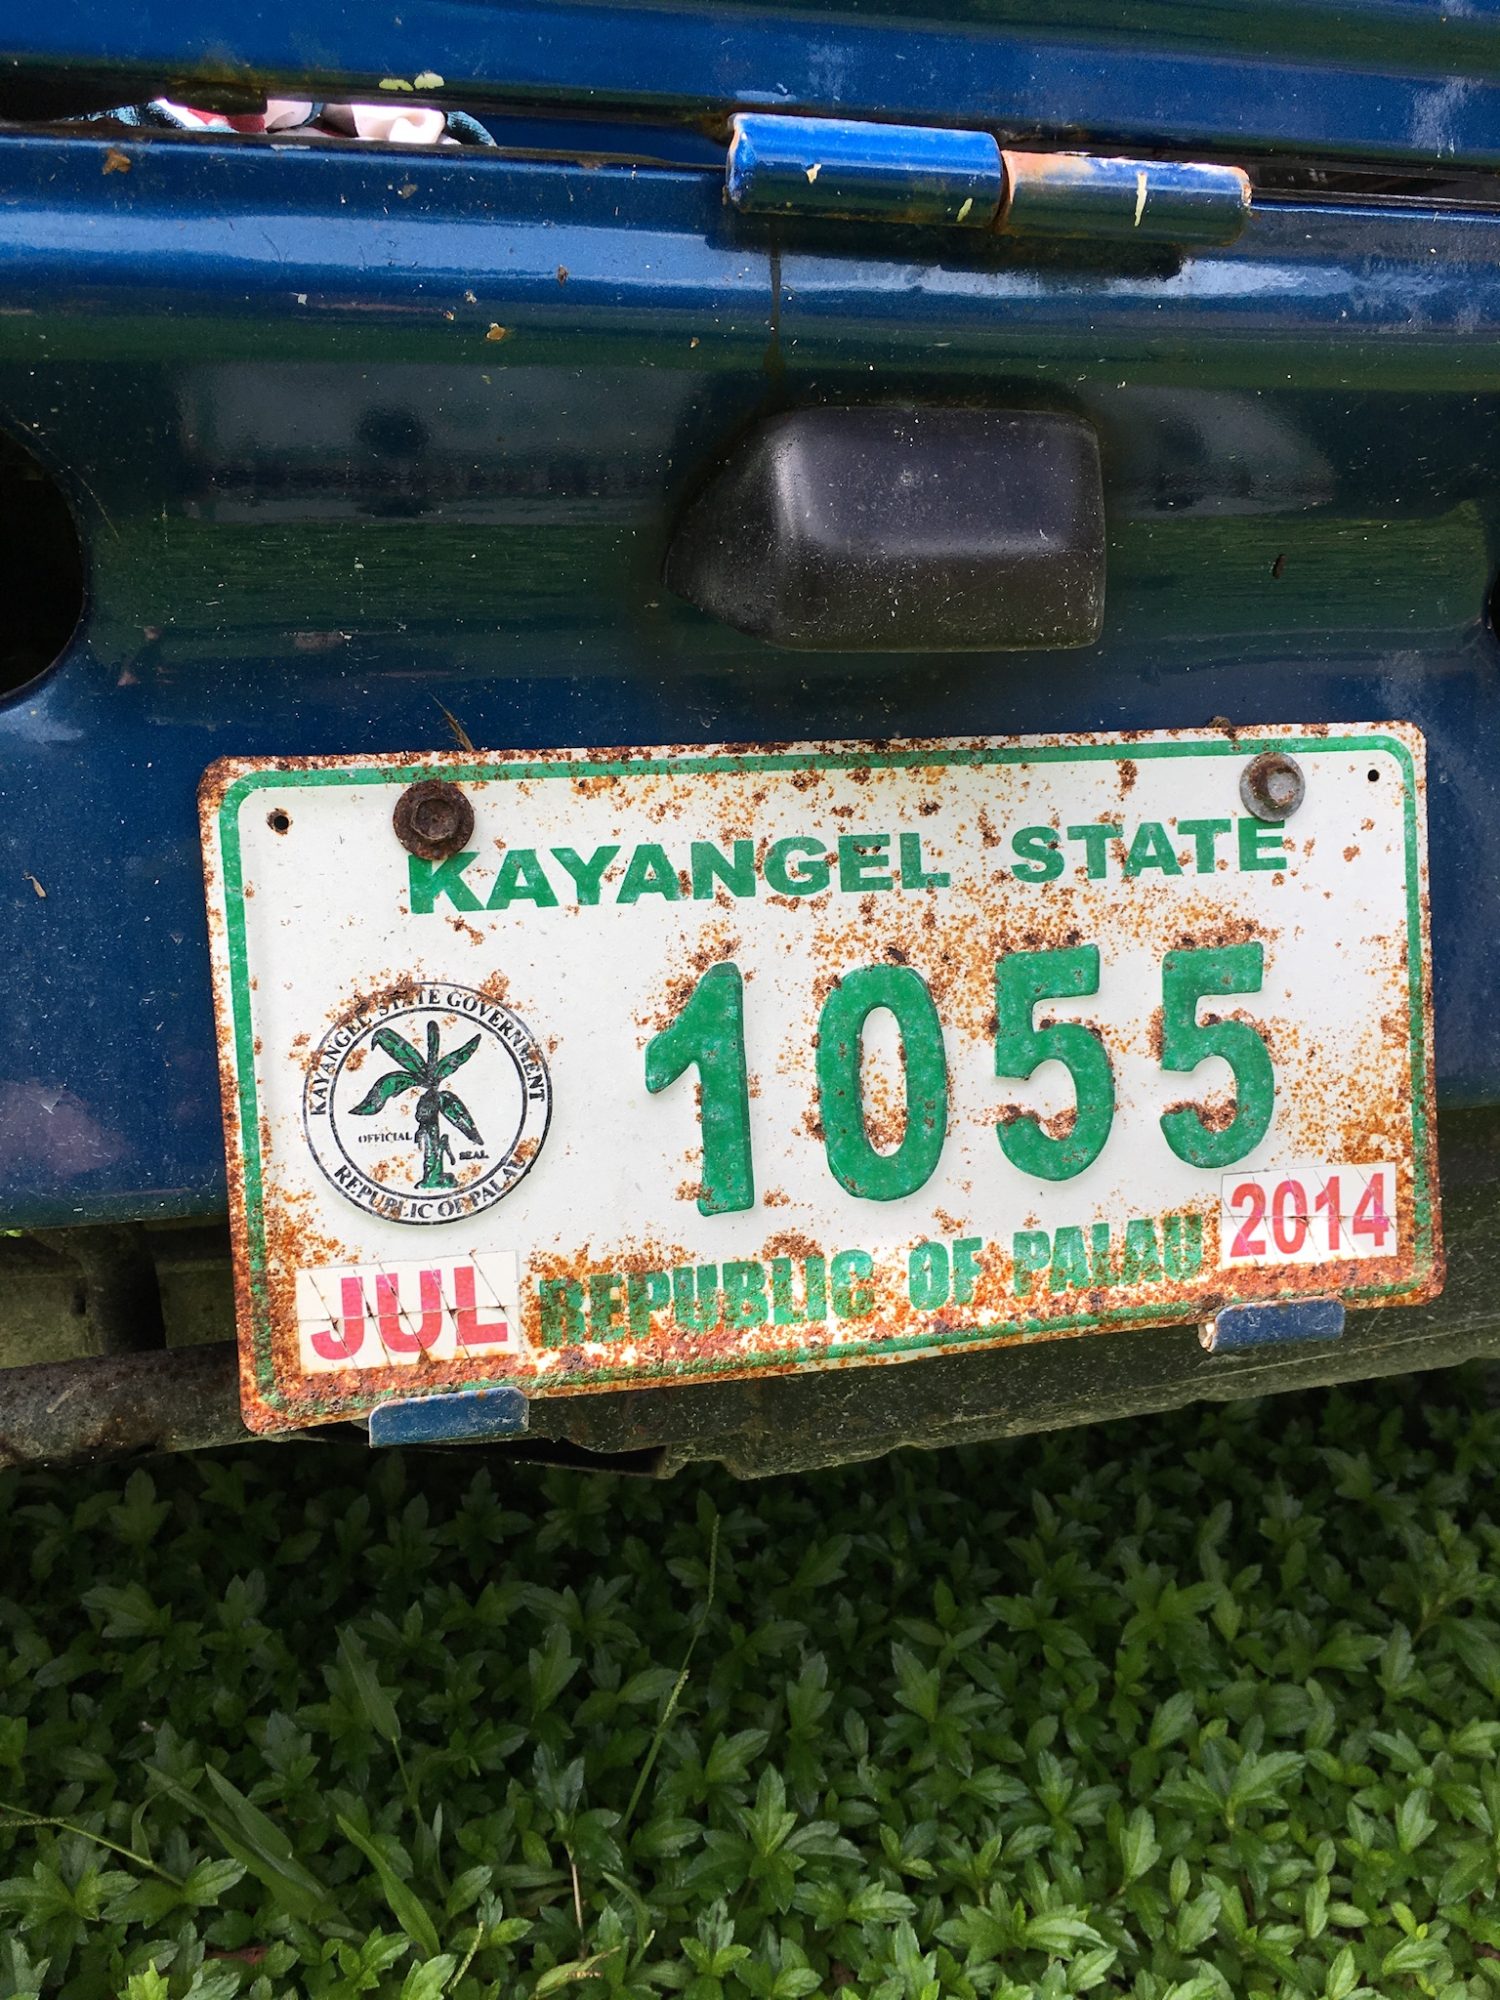 KAYANGEL STATE
KAYANGEL STATE GOVERNMENT
OFFICIAL SEAL
REPUBLIC OF PALAU
1055
JUL
REPUBLIC OF PALAU
2014